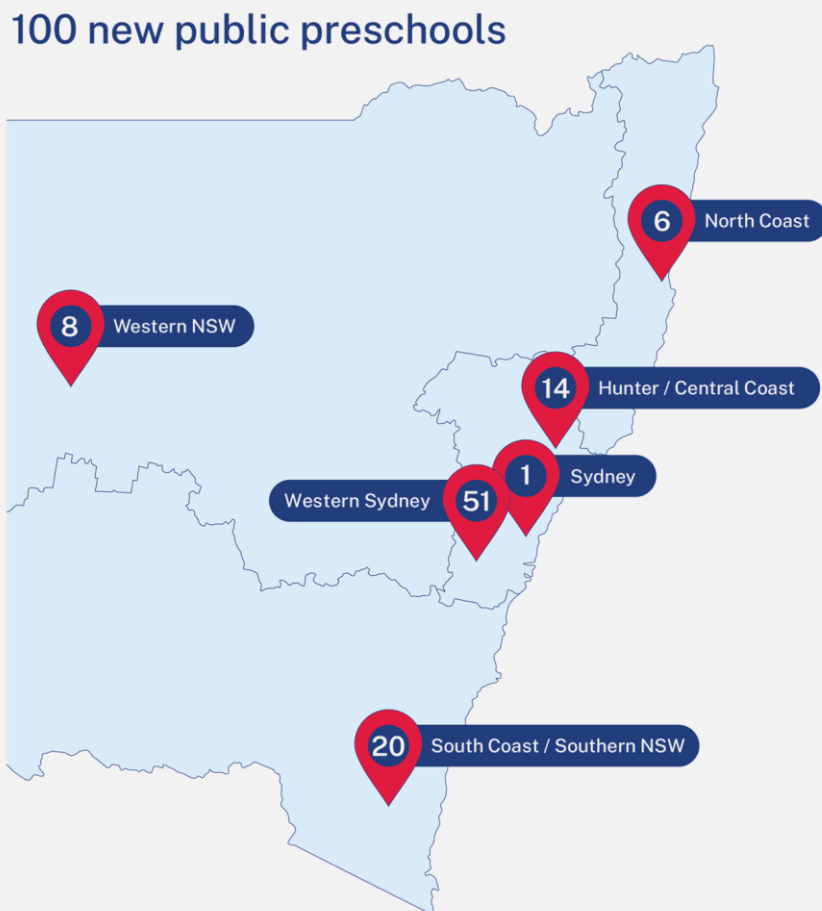 100 new public preschools
6 North Coast
8 Western NSW
14 Hunter / Central Coast
1 Sydney
Western Sydney 51
20 South Coast / Southern NSW